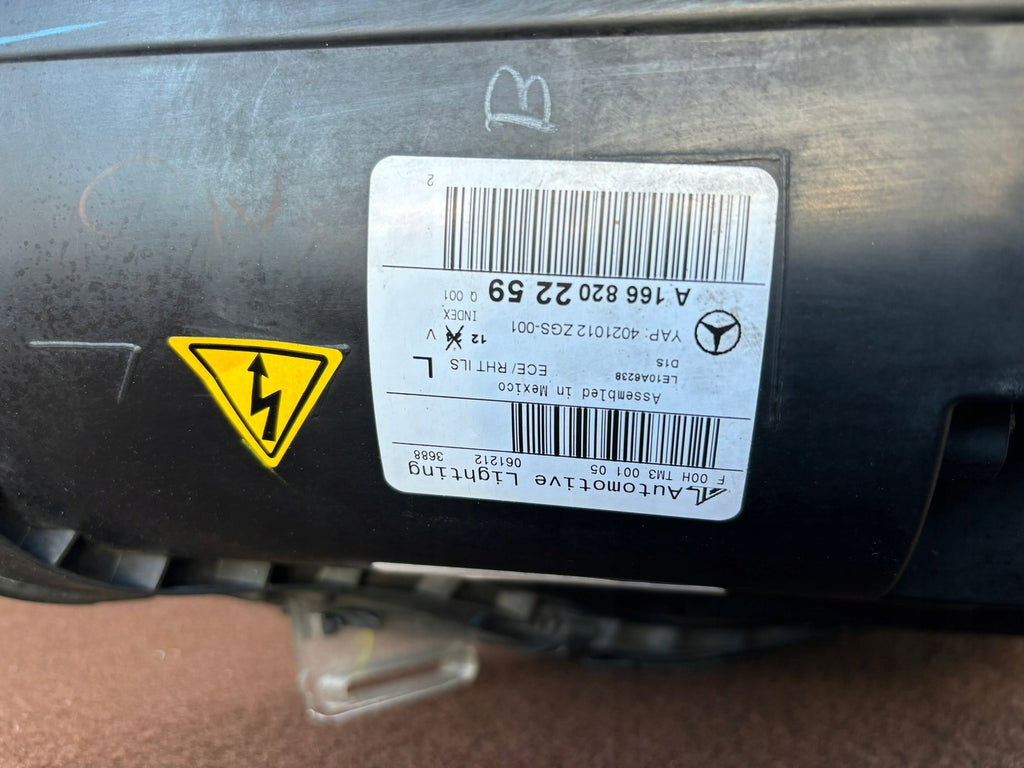 B
Automotive Lighting
F 00H TM3 001 05 061212 3688
Assembled in Mexico
LE10A6238
D1S ECE/ RHT ILS L
YAP: 4021012 ZGS-001 12 V
INDEX
A 166 820 22 59 Q 001
2